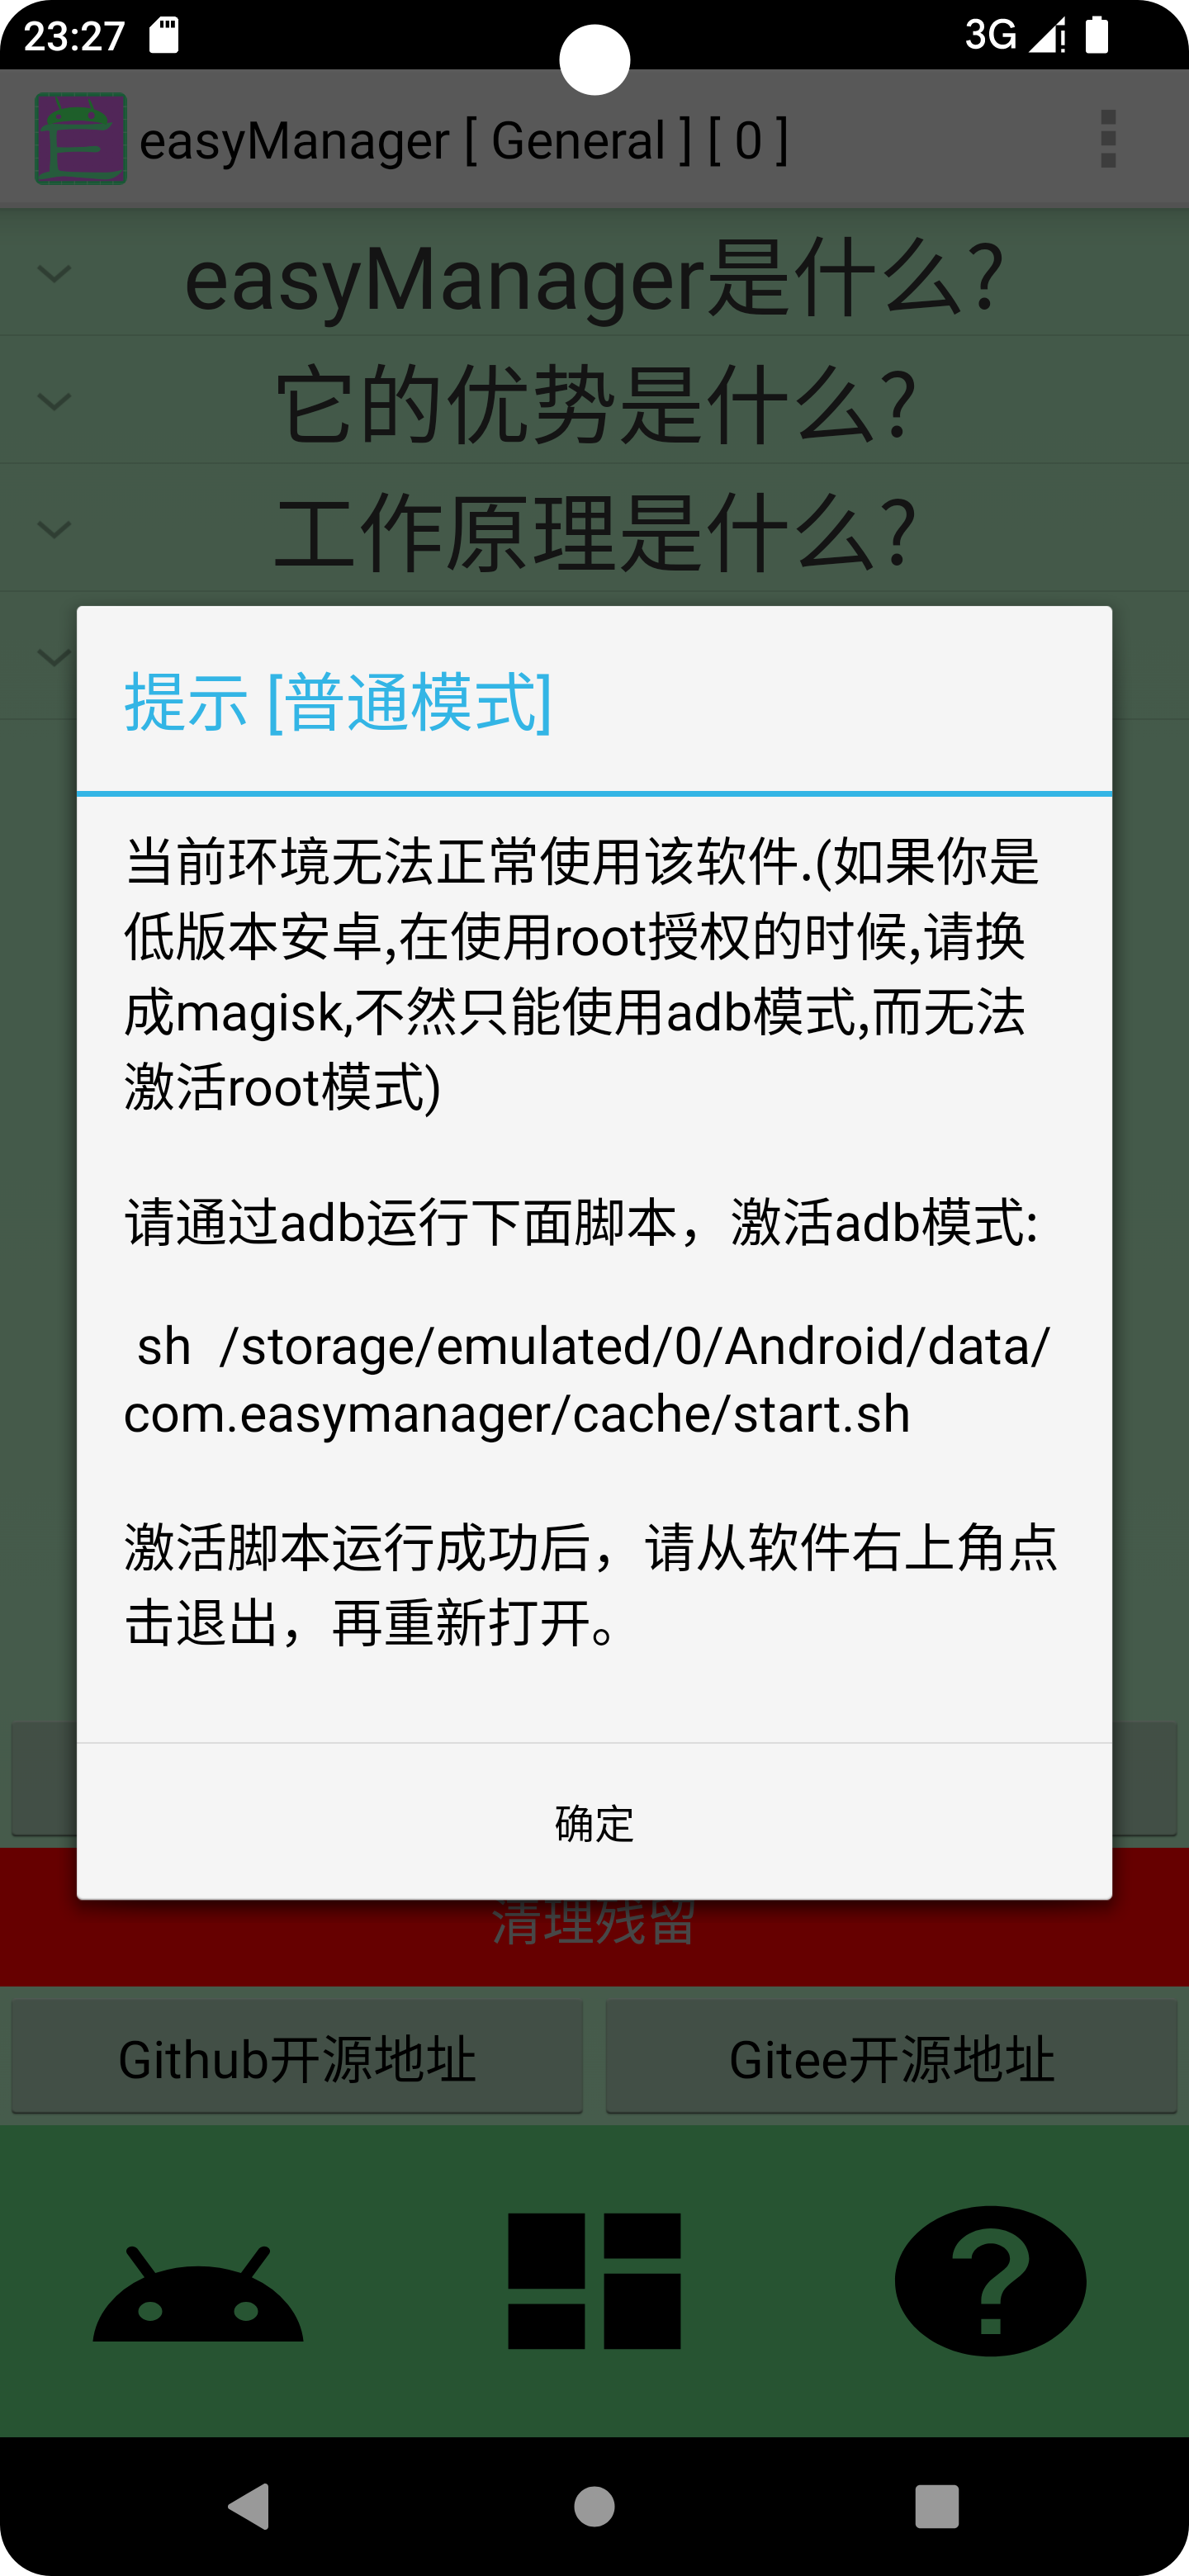 23:27
3G
easyManager [ General ] [ 0 ]
easyManager是什么?
它的优势是什么?
工作原理是什么?
提示 [普通模式]
当前环境无法正常使用该软件.(如果你是
低版本安卓,在使用root授权的时候,请换
成magisk,不然只能使用adb模式,而无法
激活root模式)
请通过adb运行下面脚本，激活adb模式:
sh /storage/emulated/0/Android/data/
com.easymanager/cache/start.sh
激活脚本运行成功后，请从软件右上角点
击退出，再重新打开。
确定
清理残留
Github开源地址
Gitee开源地址